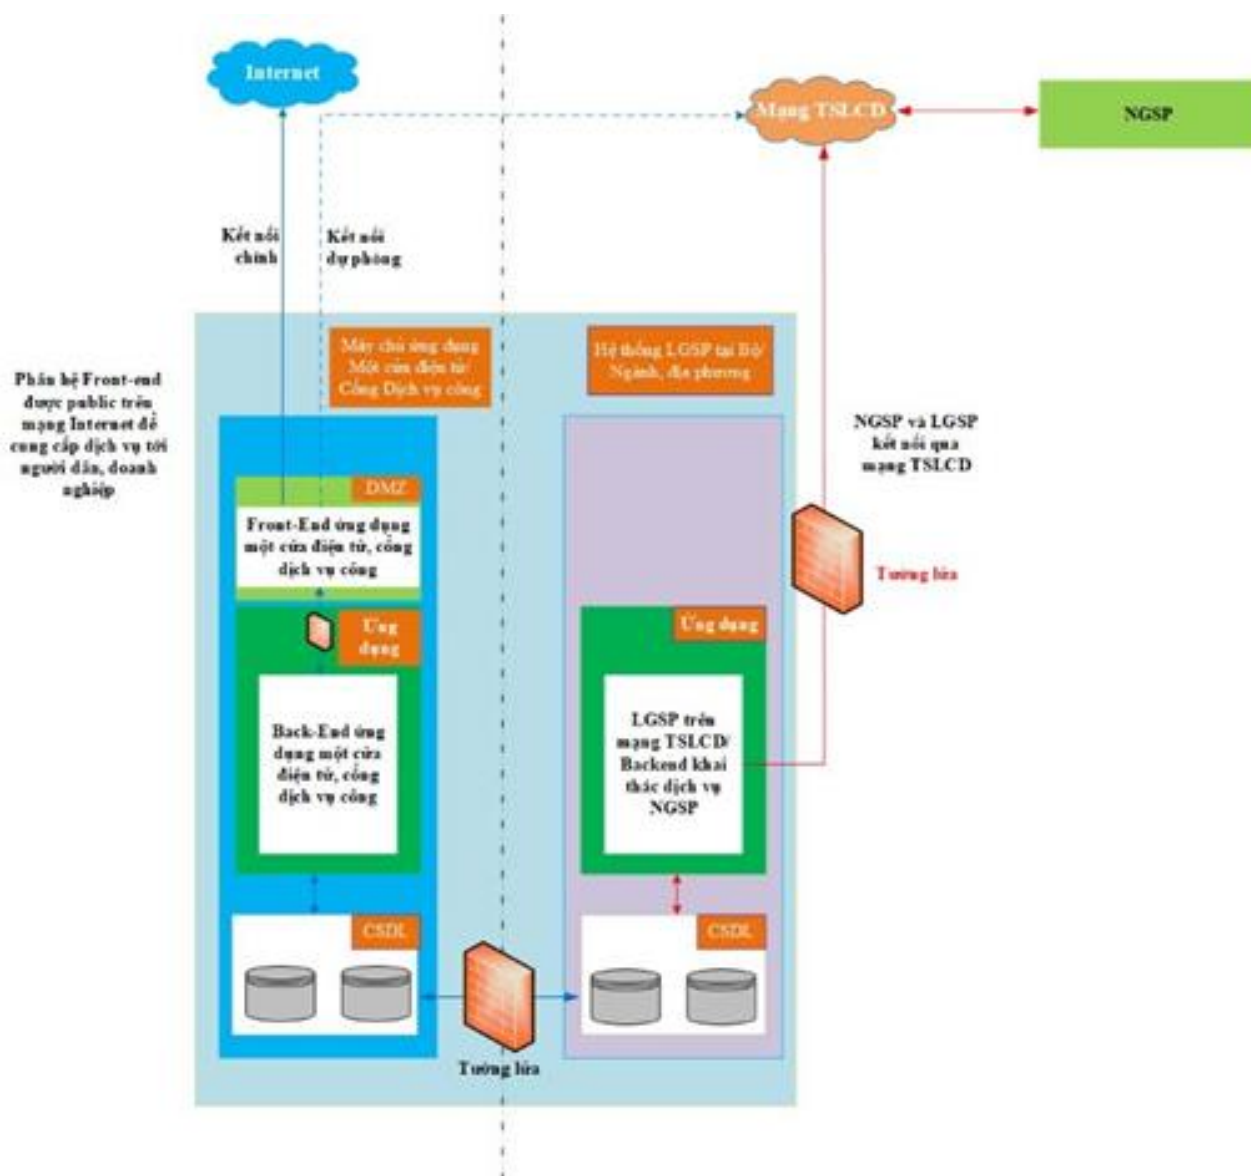 Internet
Mạng TSLCD
NGSP
Kết nối
chính
Kết nối
dự phòng
Máy chủ ứng dụng
Một cửa điện tử/
Cổng Dịch vụ công
Hệ thống LGSP tại Bộ/
Ngành, địa phương
Phân hệ Front-end
được public trên
mạng Internet để
cung cấp dịch vụ tới
người dân, doanh
nghiệp
NGSP và LGSP
kết nối qua
mạng TSLCD
DMZ
Front-End ứng dụng
một cửa điện tử, cổng
dịch vụ công
Tường lửa
Ứng
dụng
Ứng dụng
Back-End ứng
dụng một cửa
điện tử, cổng
dịch vụ công
LGSP trên
mạng TSLCD/
Backend khai
thác dịch vụ
NGSP
CSDL
CSDL
Tường lửa